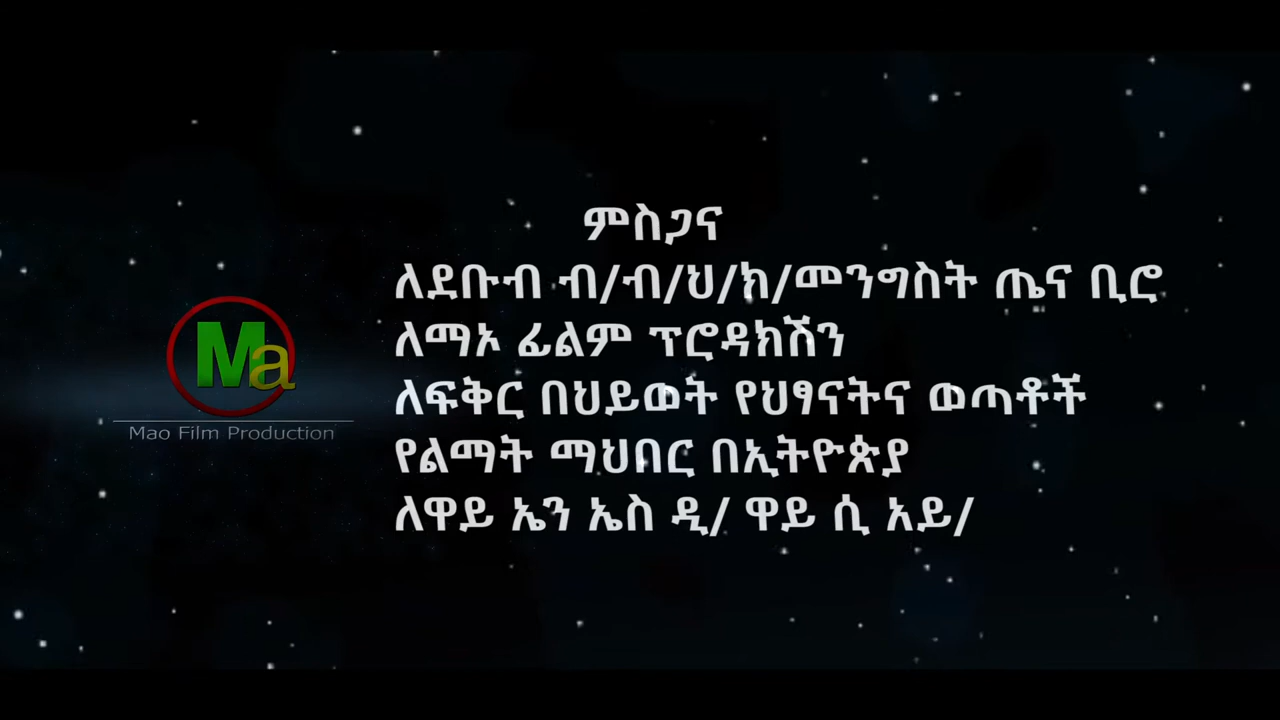 ምስጋና
ለደቡብ ብ/ብ/ህ/ክ/መንግስት ጤና ቢሮ
ለማኦ ፊልም ፕሮዳክሽን
ለፍቅር በህይወት የህፃናትና ወጣቶች
የልማት ማህበር በኢትዮጵያ
ለዋይ ኤን ኤስ ዲ/ ዋይ ሲ አይ/
Ma
Mao Film Production